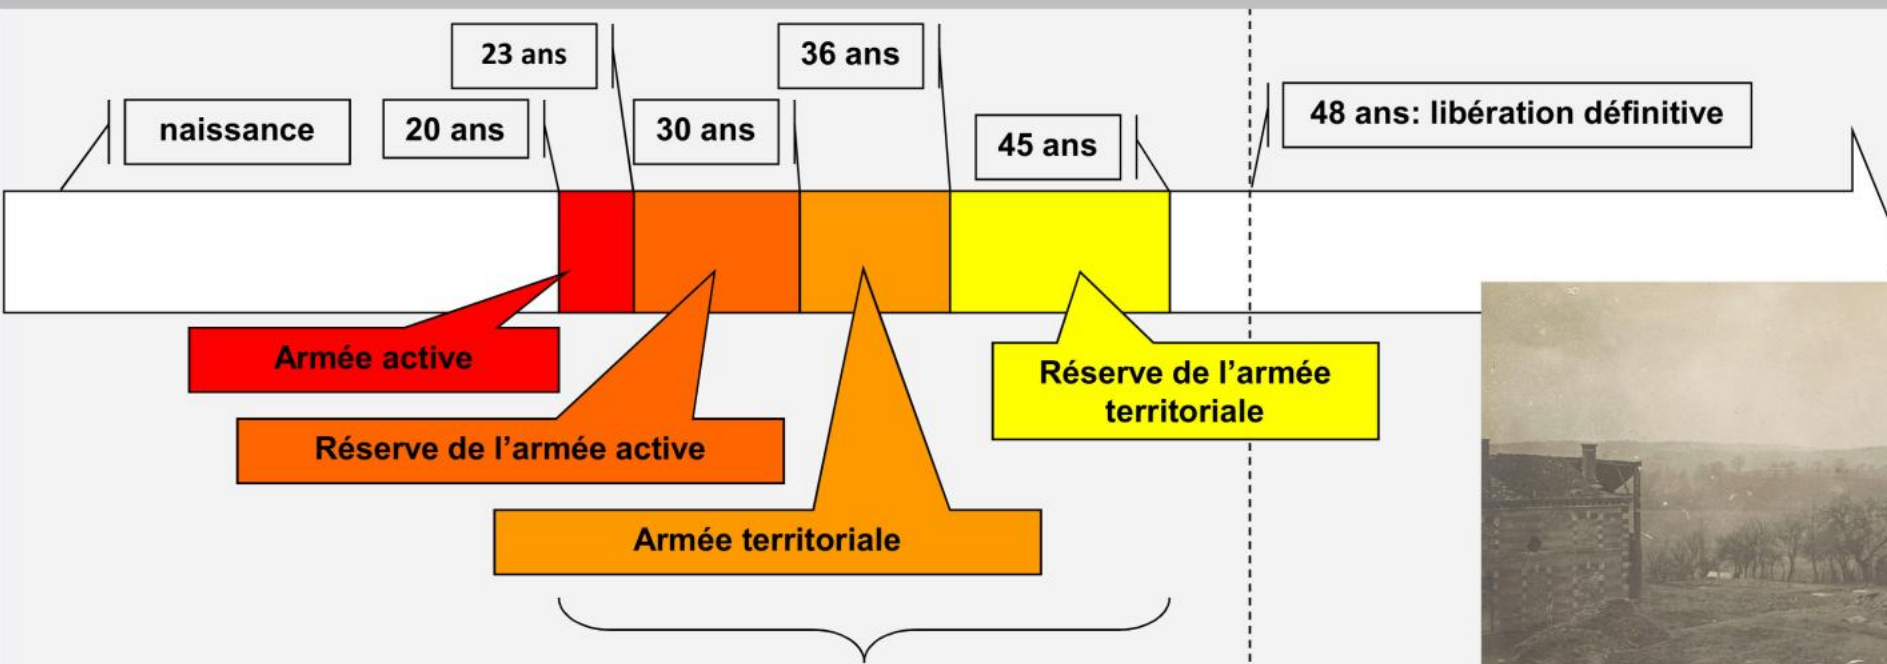 23 ans
36 ans
naissance
20 ans
30 ans
45 ans
48 ans: libération définitive
Armée active
Réserve de l’armée active
Armée territoriale
Réserve de l’armée
territoriale